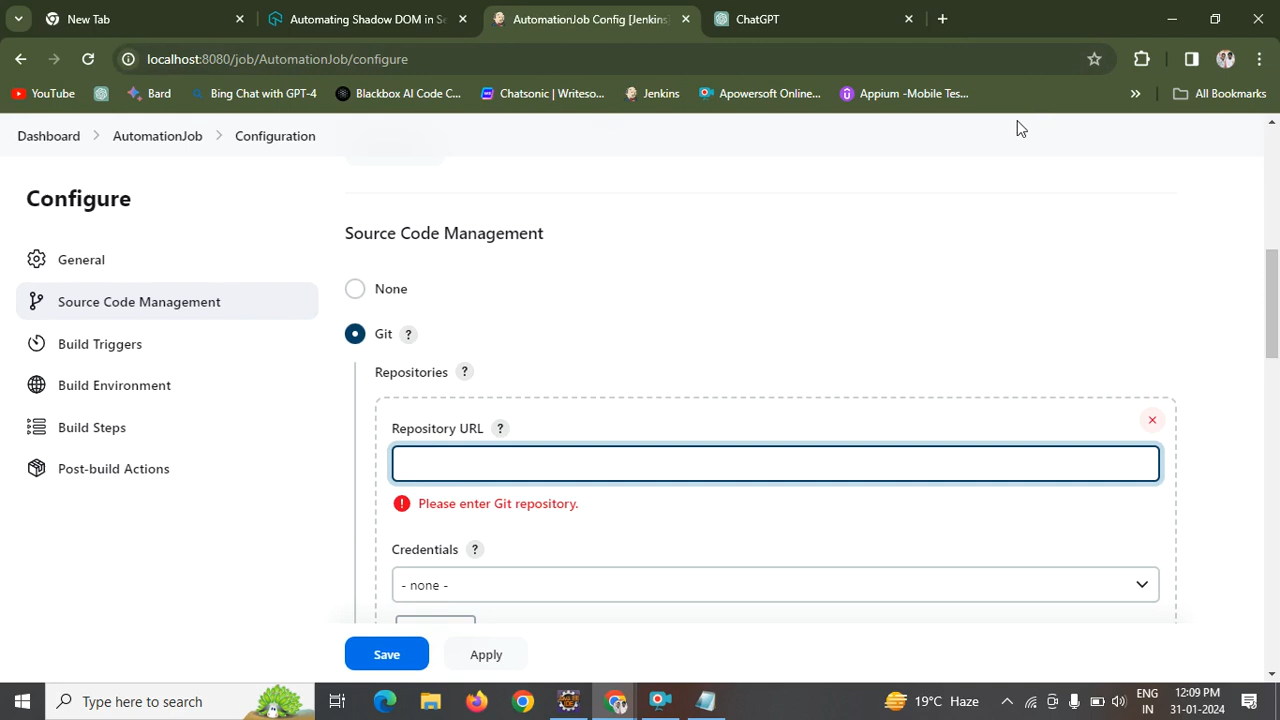 New Tab
Automating Shadow DOM in Se
AutomationJob Config [Jenkins]
ChatGPT
localhost:8080/job/AutomationJob/configure
YouTube
Bard
Bing Chat with GPT-4
Blackbox AI Code C...
Chatsonic | Writeso...
Jenkins
Apowersoft Online...
Appium -Mobile Tes...
All Bookmarks
Dashboard
AutomationJob
Configuration
Configure
General
Source Code Management
Build Triggers
Build Environment
Build Steps
Post-build Actions
Source Code Management
None
Git ?
Repositories ?
Repository URL ?
Please enter Git repository.
Credentials ?
- none -
Save
Apply
Type here to search
19°C Haze
ENG
IN
12:09 PM
31-01-2024